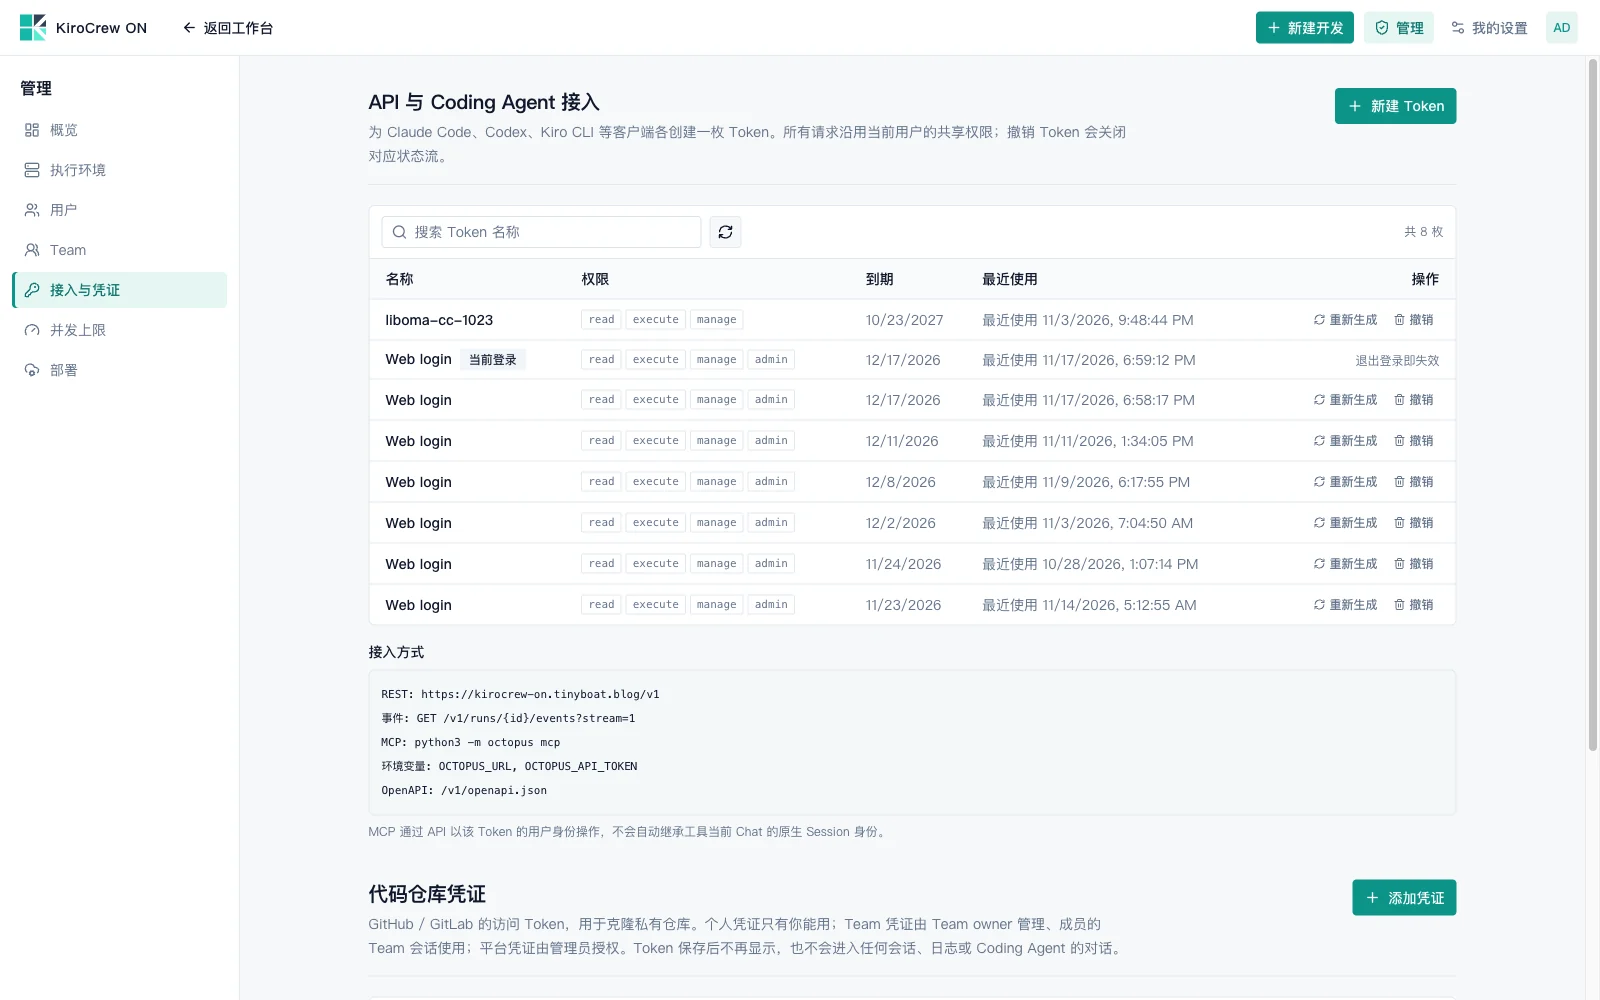 KiroCrew ON
返回工作台
新建开发
管理
我的设置
AD
管理
概览
执行环境
用户
Team
接入与凭证
并发上限
部署
API 与 Coding Agent 接入
新建 Token
为 Claude Code、Codex、Kiro CLI 等客户端各创建一枚 Token。所有请求沿用当前用户的共享权限；撤销 Token 会关闭
对应状态流。
搜索 Token 名称
共 8 枚
名称 权限 到期 最近使用 操作
liboma-cc-1023 read execute manage 10/23/2027 最近使用 11/3/2026, 9:48:44 PM 重新生成 撤销
Web login 当前登录 read execute manage admin 12/17/2026 最近使用 11/17/2026, 6:59:12 PM 退出登录即失效
Web login read execute manage admin 12/17/2026 最近使用 11/17/2026, 6:58:17 PM 重新生成 撤销
Web login read execute manage admin 12/11/2026 最近使用 11/11/2026, 1:34:05 PM 重新生成 撤销
Web login read execute manage admin 12/8/2026 最近使用 11/9/2026, 6:17:55 PM 重新生成 撤销
Web login read execute manage admin 12/2/2026 最近使用 11/3/2026, 7:04:50 AM 重新生成 撤销
Web login read execute manage admin 11/24/2026 最近使用 10/28/2026, 1:07:14 PM 重新生成 撤销
Web login read execute manage admin 11/23/2026 最近使用 11/14/2026, 5:12:55 AM 重新生成 撤销
接入方式
REST: https://kirocrew-on.tinyboat.blog/v1
事件: GET /v1/runs/{id}/events?stream=1
MCP: python3 -m octopus mcp
环境变量: OCTOPUS_URL, OCTOPUS_API_TOKEN
OpenAPI: /v1/openapi.json
MCP 通过 API 以该 Token 的用户身份操作，不会自动继承工具当前 Chat 的原生 Session 身份。
代码仓库凭证
添加凭证
GitHub / GitLab 的访问 Token，用于克隆私有仓库。个人凭证只有你能用；Team 凭证由 Team owner 管理、成员的
Team 会话使用；平台凭证由管理员授权。Token 保存后不再显示，也不会进入任何会话、日志或 Coding Agent 的对话。